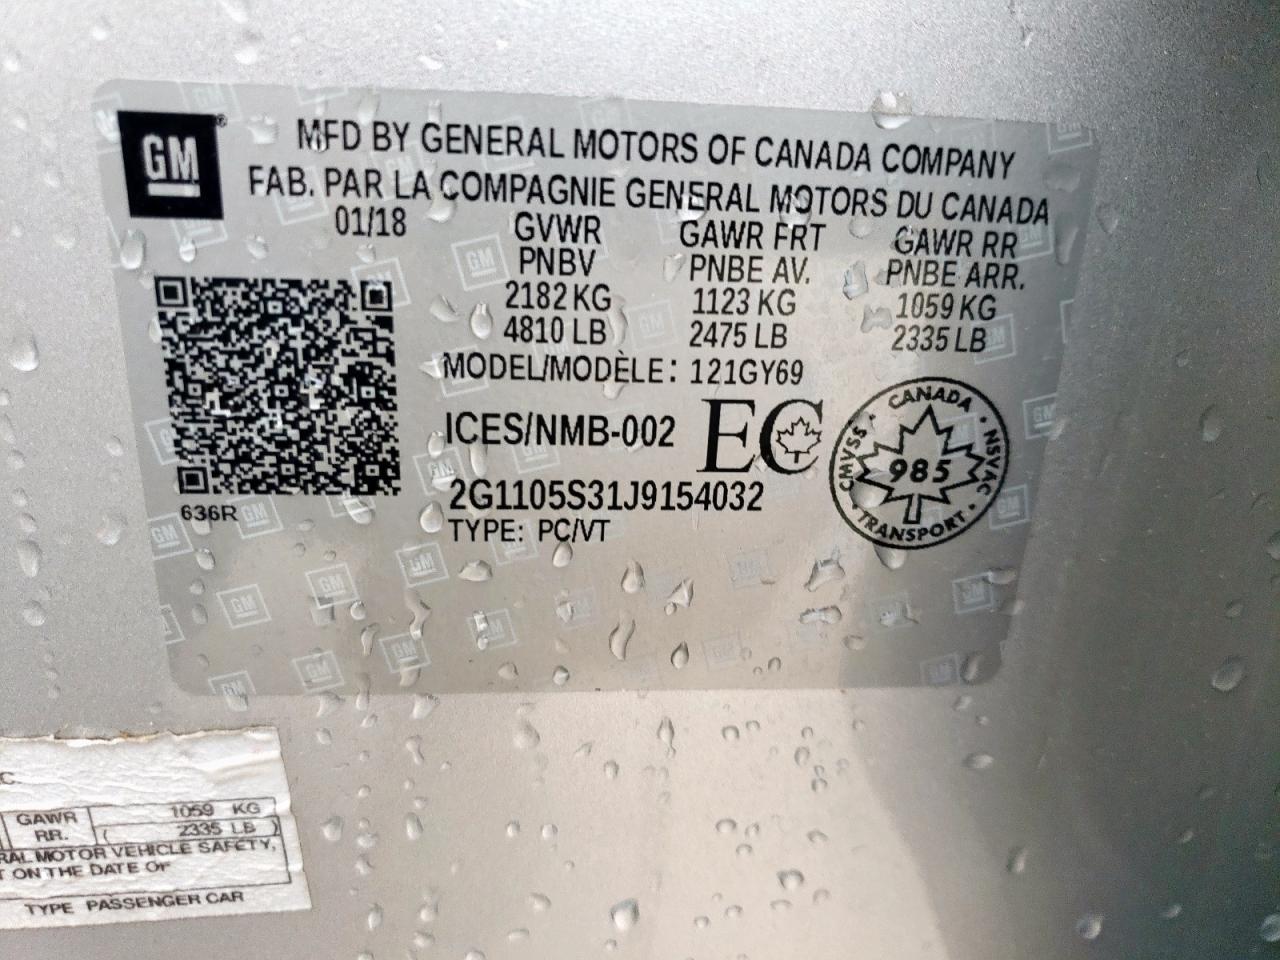 GM
MFD BY GENERAL MOTORS OF CANADA COMPANY
FAB. PAR LA COMPAGNIE GENERAL MOTORS DU CANADA
01/18 GVWR GAWR FRT GAWR RR
PNBV PNBE AV. PNBE ARR.
2182 KG 1123 KG 1059 KG
4810 LB 2475 LB 2335 LB
MODEL/MODÈLE: 121GY69
ICES/NMB-002 EC
2G1105S31J9154032
TYPE: PC/VT
636R
CANADA
CMVSS 985 NSVAC
TRANSPORT
C.
GAWR 1059 KG
RR. ( 2335 LB )
RAL MOTOR VEHICLE SAFETY,
T ON THE DATE OF
TYPE PASSENGER CAR